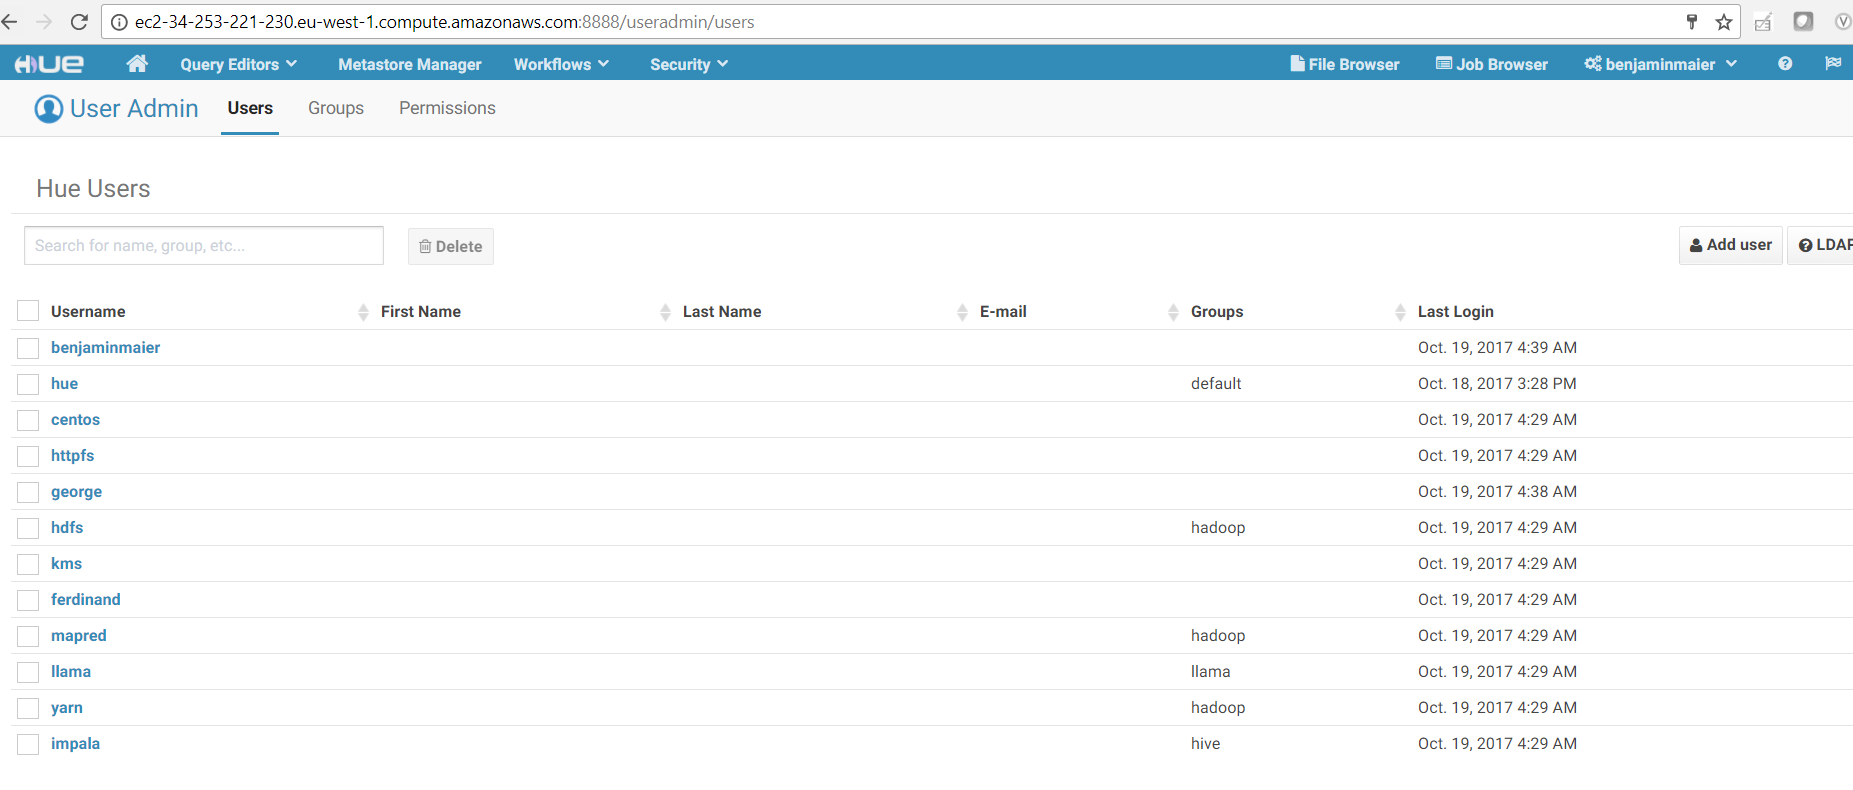 ec2-34-253-221-230.eu-west-1.compute.amazonaws.com:8888/useradmin/users
HUE Query Editors Metastore Manager Workflows Security File Browser Job Browser benjaminmaier
User Admin Users Groups Permissions
Hue Users
Search for name, group, etc... Delete Add user LDAP
Username First Name Last Name E-mail Groups Last Login
benjaminmaier Oct. 19, 2017 4:39 AM
hue default Oct. 18, 2017 3:28 PM
centos Oct. 19, 2017 4:29 AM
httpfs Oct. 19, 2017 4:29 AM
george Oct. 19, 2017 4:38 AM
hdfs hadoop Oct. 19, 2017 4:29 AM
kms Oct. 19, 2017 4:29 AM
ferdinand Oct. 19, 2017 4:29 AM
mapred hadoop Oct. 19, 2017 4:29 AM
llama llama Oct. 19, 2017 4:29 AM
yarn hadoop Oct. 19, 2017 4:29 AM
impala hive Oct. 19, 2017 4:29 AM